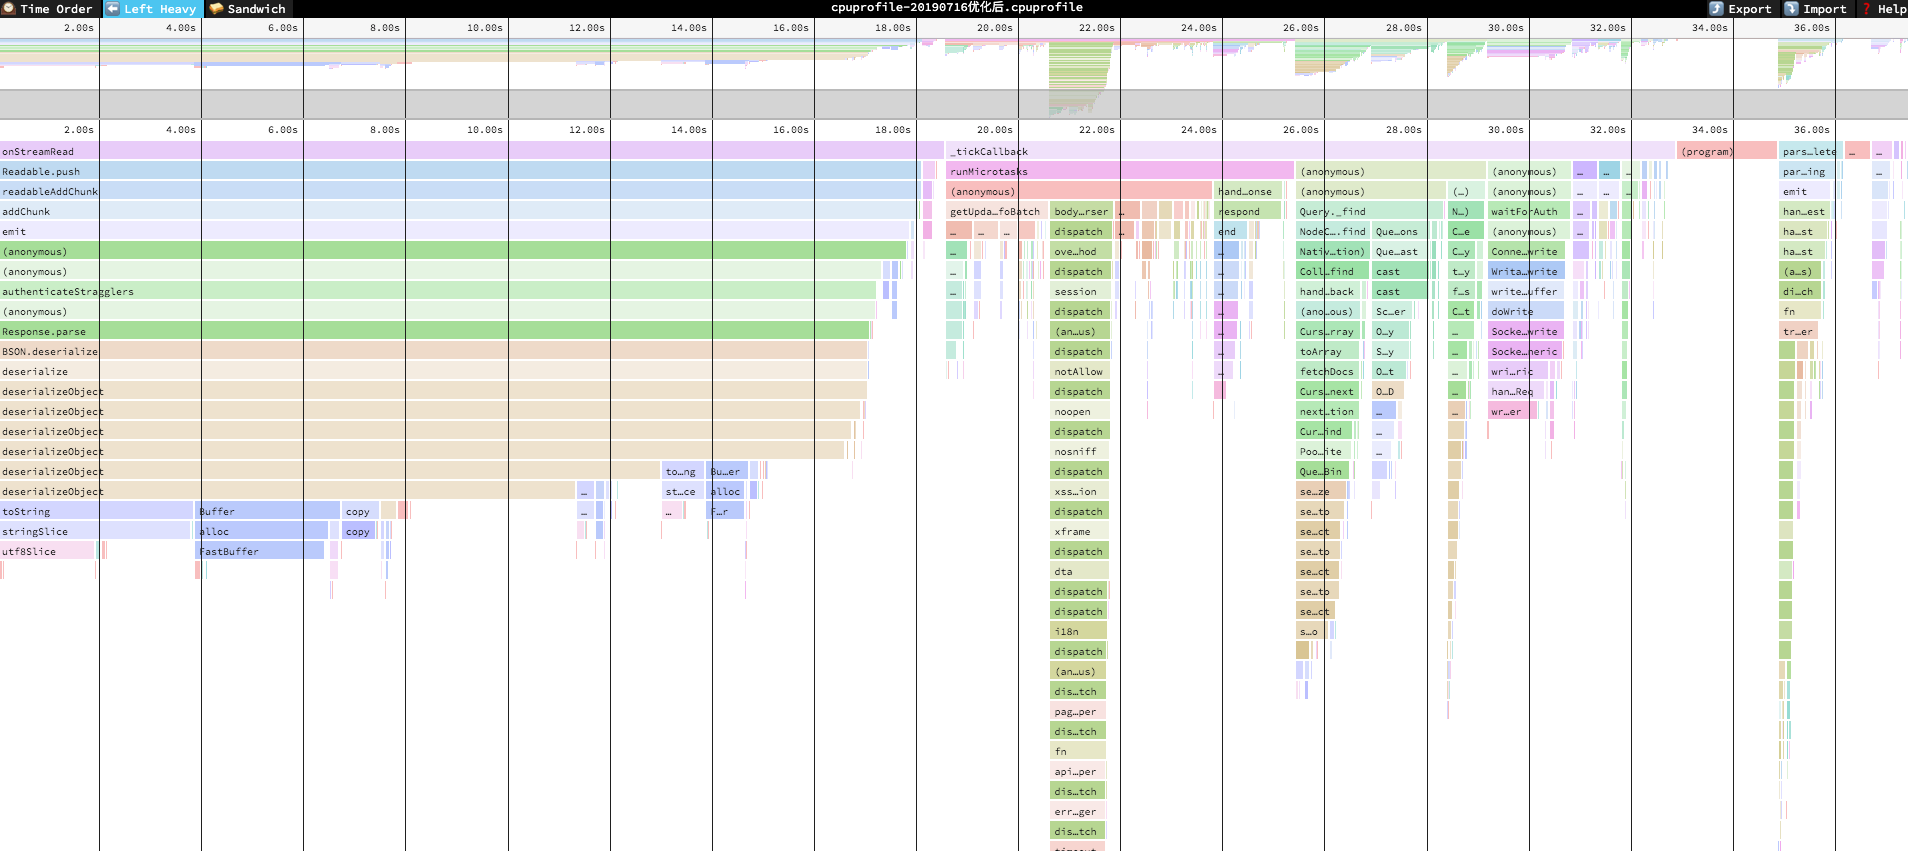 Time Order Left Heavy Sandwich cpuprofile-20190716优化后.cpuprofile Export Import ? Help
2.00s 4.00s 6.00s 8.00s 10.00s 12.00s 14.00s 16.00s 18.00s 20.00s 22.00s 24.00s 26.00s 28.00s 30.00s 32.00s 34.00s 36.00s
2.00s 4.00s 6.00s 8.00s 10.00s 12.00s 14.00s 16.00s 18.00s 20.00s 22.00s 24.00s 26.00s 28.00s 30.00s 32.00s 34.00s 36.00s
onStreamRead _tickCallback (program) pars…lete … …
Readable.push runMicrotasks (anonymous) (anonymous) … … … par…ing …
readableAddChunk (anonymous) hand…onse (anonymous) (…) (anonymous) … … … emit …
addChunk getUpda…foBatch body…rser … respond Query._find N…) waitForAuth … han…est
emit … … … dispatch … end NodeC….find Que…ons C…e (anonymous) … ha…st
(anonymous) … ove…hod … Nativ…tion) Que…ast C…y Conne…write ha…st
(anonymous) … dispatch … Coll…find cast t…y Writa…write (a…s)
authenticateStragglers … session … hand…back cast f…s write…uffer di…ch
(anonymous) dispatch … (ano…ous) Sc…er C…t doWrite fn
Response.parse (an…us) … Curs…rray O…y … Socke…write tr…er
BSON.deserialize dispatch … toArray S…y … Socke…neric
deserialize notAllow … fetchDocs O…t … wri…ric
deserializeObject dispatch Curs…next O…D … han…Req
deserializeObject noopen next…tion … … wr…er
deserializeObject dispatch Cur…ind …
deserializeObject nosniff Poo…ite …
deserializeObject to…ng Bu…er dispatch Que…Bin
deserializeObject … st…ce alloc xss…ion se…ze
toString Buffer copy … … F…r dispatch se…to
stringSlice alloc copy xframe se…ct
utf8Slice FastBuffer dispatch se…to
dta se…ct
dispatch se…to
dispatch se…ct
i18n s…o
dispatch
(an…us)
dis…tch
pag…per
dis…tch
fn
api…per
dis…tch
err…ger
dis…tch